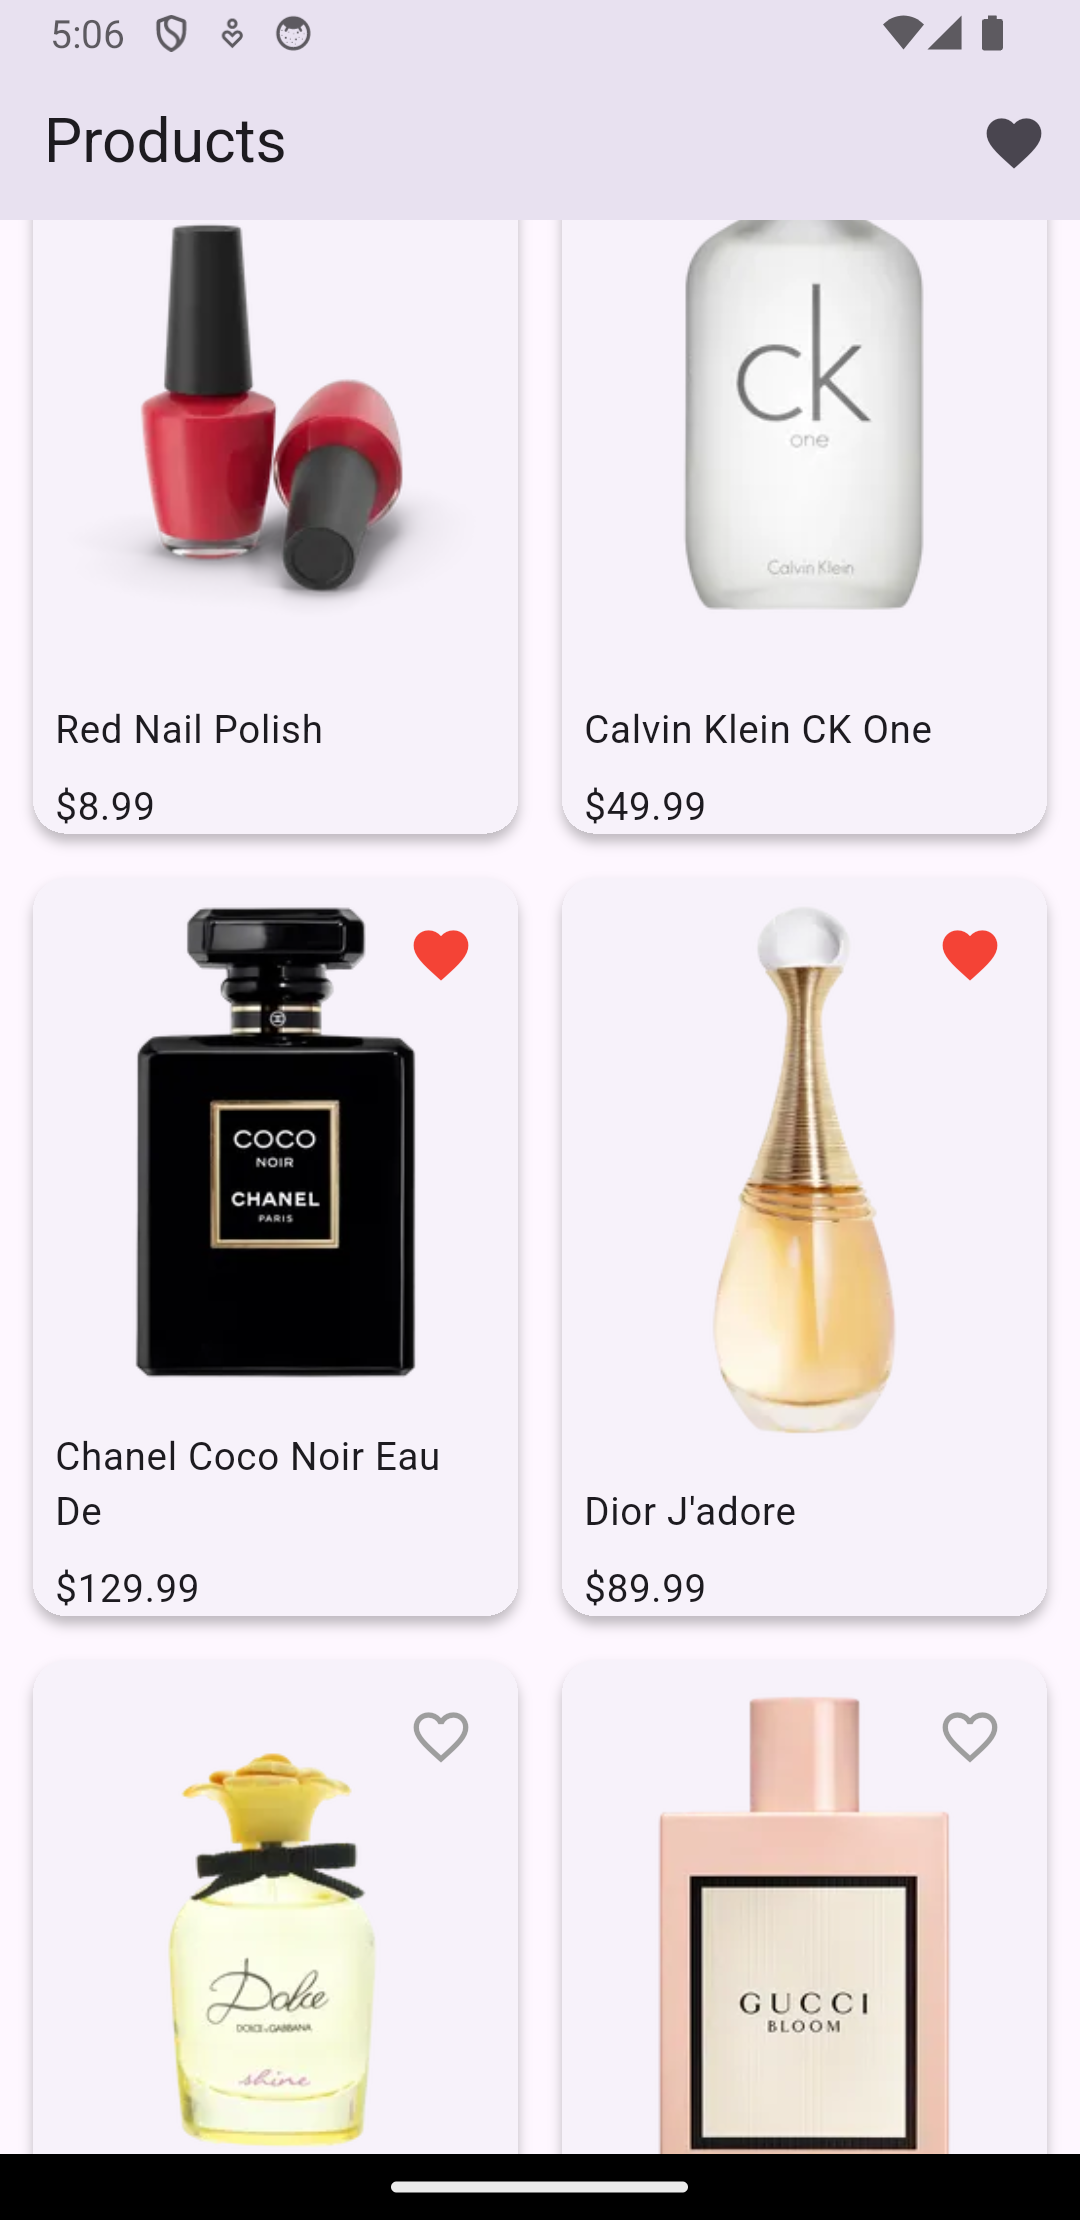 5:06
Products
ck
one
Calvin Klein
Red Nail Polish
$8.99
Calvin Klein CK One
$49.99
COCO
NOIR
CHANEL
PARIS
Chanel Coco Noir Eau
De
$129.99
Dior J'adore
$89.99
Dolce
DOLCE & GABBANA
shine
GUCCI
BLOOM